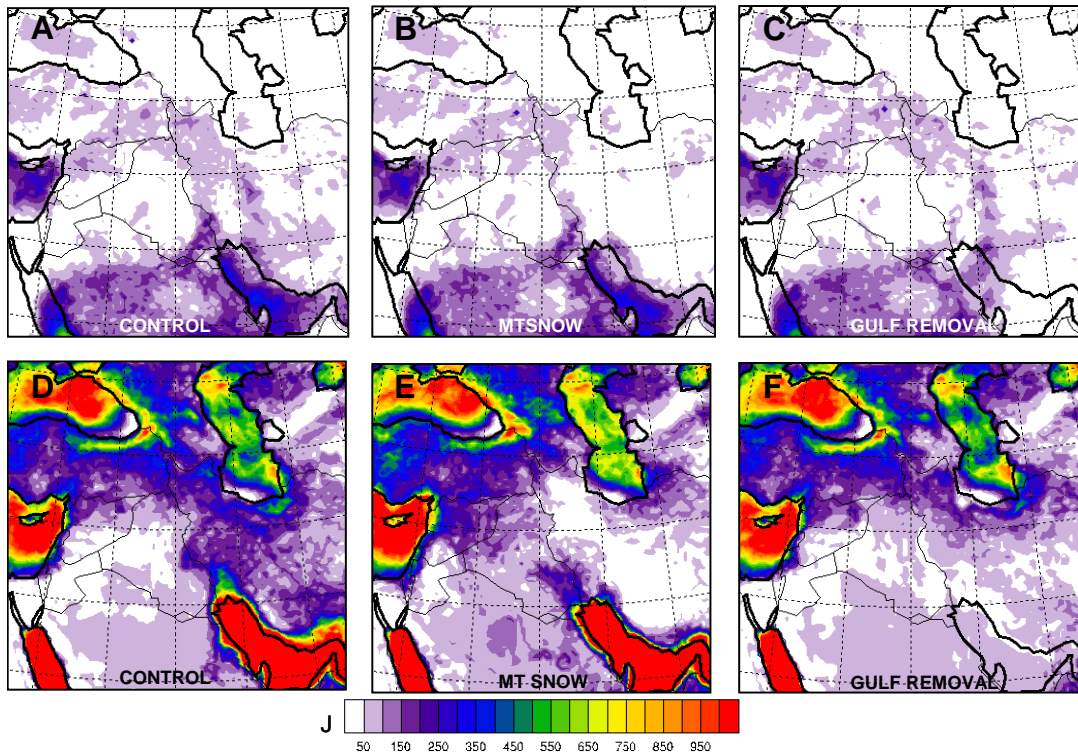 A B C
CONTROL MTSNOW GULF REMOVAL
D E F
CONTROL MT SNOW GULF REMOVAL
J
50 150 250 350 450 550 650 750 850 950